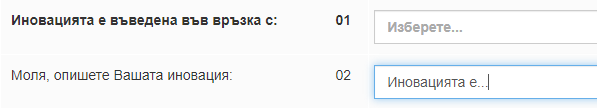 Иновацията е въведена във връзка с: 01 Изберете...
Моля, опишете Вашата иновация: 02 Иновацията е...